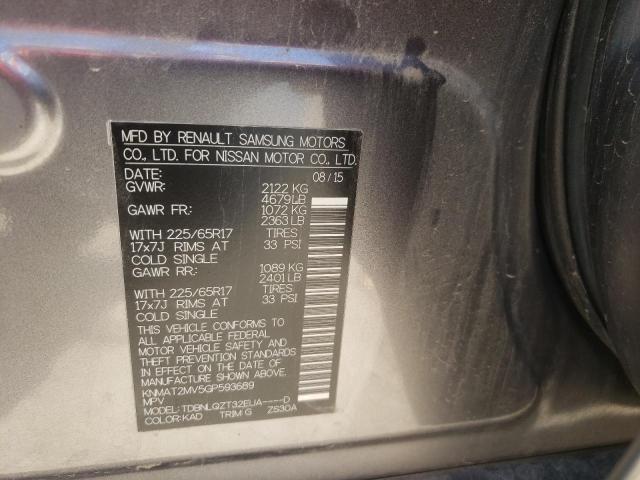 MFD BY RENAULT SAMSUNG MOTORS
CO., LTD. FOR NISSAN MOTOR CO., LTD.
DATE: 08/15
GVWR: 2122 KG
4679LB
GAWR FR: 1072 KG
2363 LB
WITH 225/65R17 TIRES
17x7J RIMS AT 33 PSI
COLD SINGLE
GAWR RR: 1089 KG
2401 LB
WITH 225/65R17 TIRES
17x7J RIMS AT 33 PSI
COLD SINGLE
THIS VEHICLE CONFORMS TO
ALL APPLICABLE FEDERAL
MOTOR VEHICLE SAFETY AND
THEFT PREVENTION STANDARDS
IN EFFECT ON THE DATE OF
MANUFACTURE SHOWN ABOVE.
KNMAT2MV5GP593689
MPV
MODEL: TDBNLQZT32EUA----D
COLOR: KAD TRIM: G ZS30A